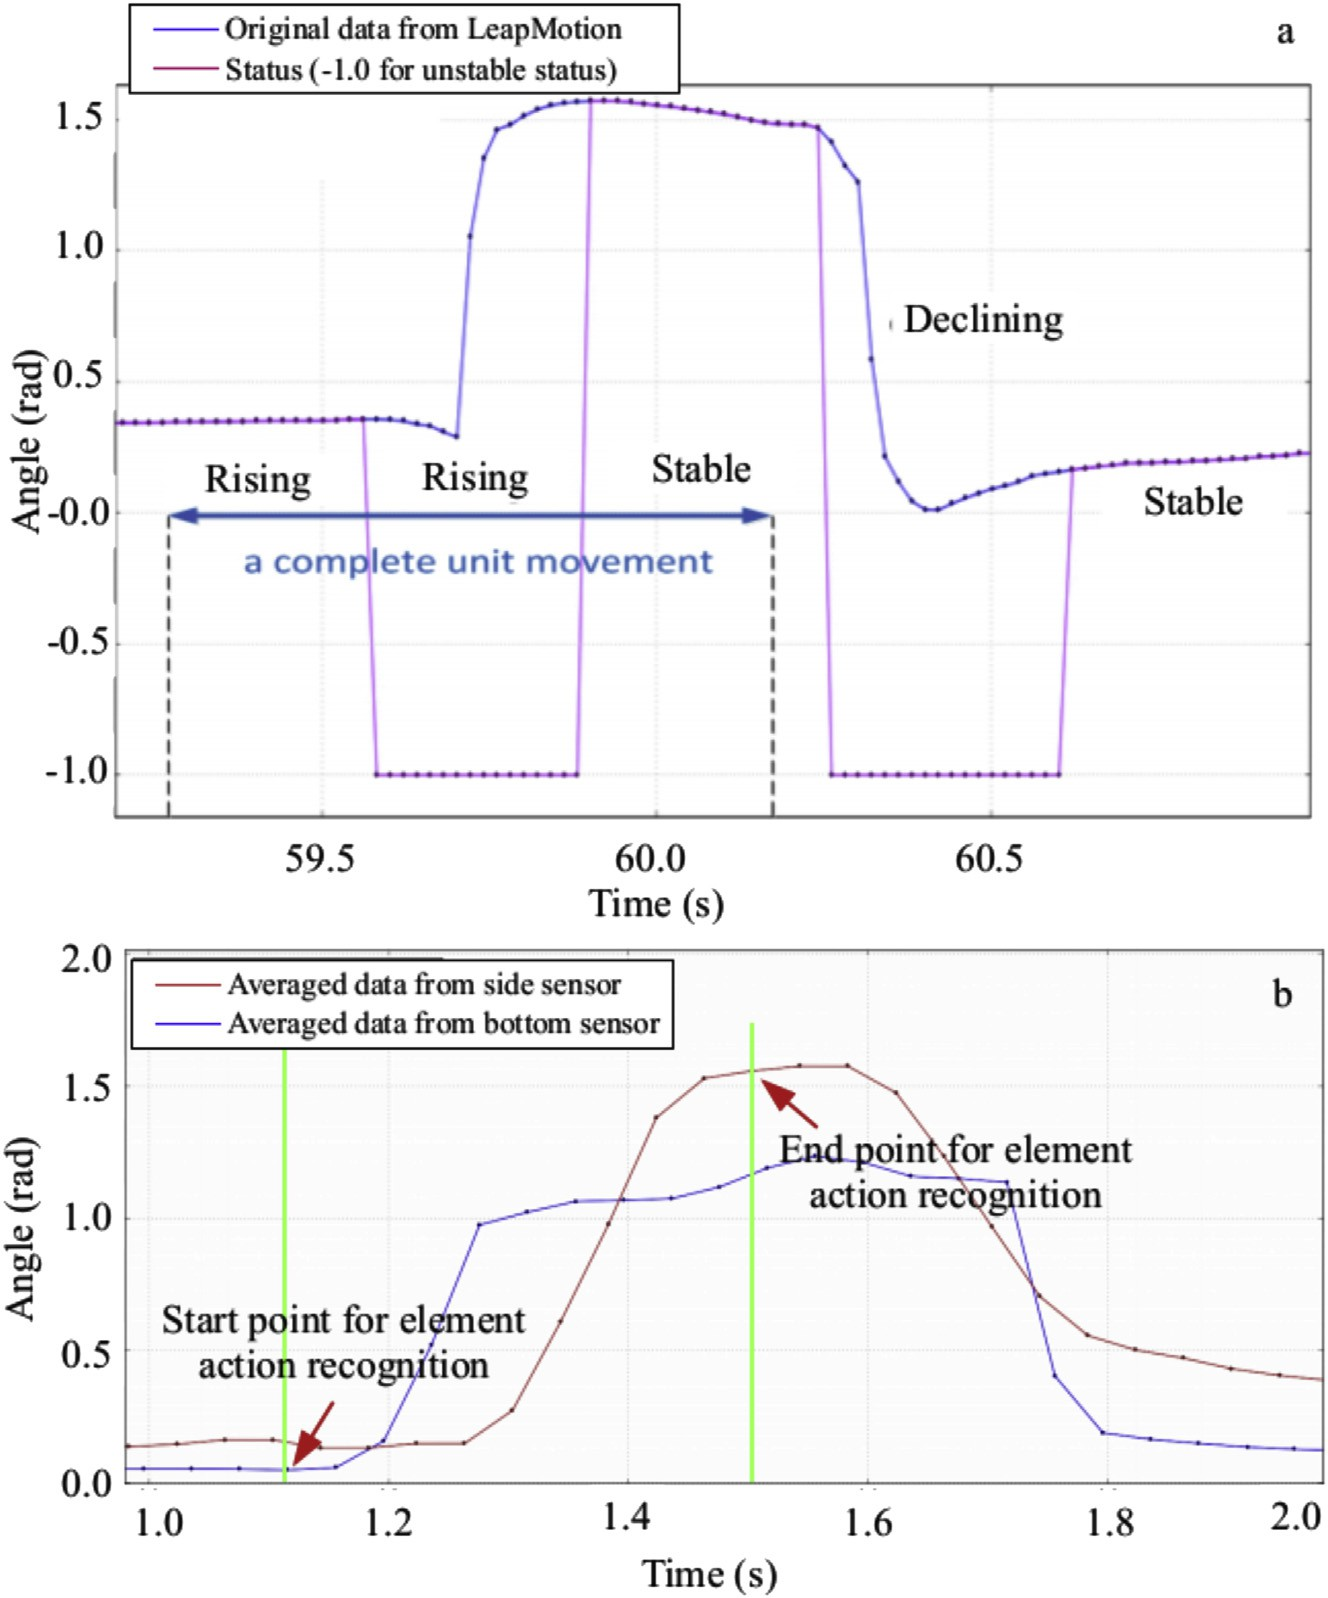 Original data from LeapMotion
Status (-1.0 for unstable status)
a
1.5
1.0
0.5
-0.0
-0.5
-1.0
Angle (rad)
Declining
Rising
Rising
Stable
Stable
a complete unit movement
59.5
60.0
60.5
Time (s)
Averaged data from side sensor
Averaged data from bottom sensor
b
2.0
1.5
1.0
0.5
0.0
Angle (rad)
End point for element
action recognition
Start point for element
action recognition
1.0
1.2
1.4
1.6
1.8
2.0
Time (s)